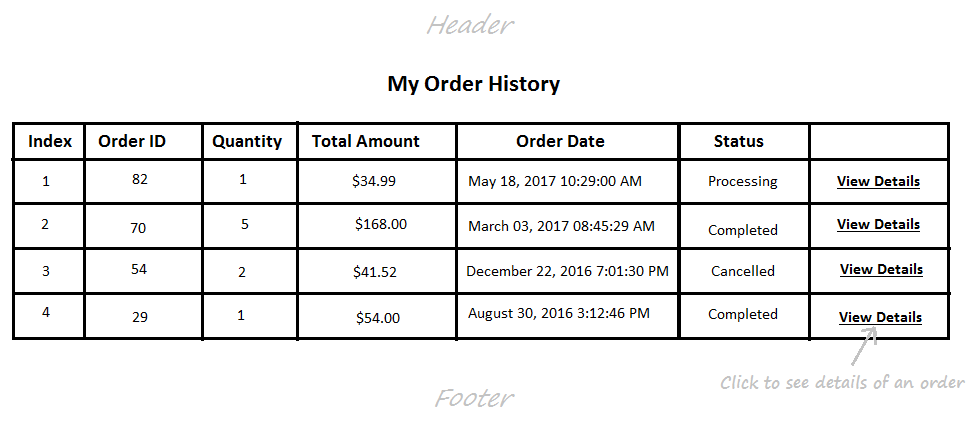 Header
My Order History
Index Order ID Quantity Total Amount Order Date Status
1 82 1 $34.99 May 18, 2017 10:29:00 AM Processing View Details
2 70 5 $168.00 March 03, 2017 08:45:29 AM Completed View Details
3 54 2 $41.52 December 22, 2016 7:01:30 PM Cancelled View Details
4 29 1 $54.00 August 30, 2016 3:12:46 PM Completed View Details
Click to see details of an order
Footer